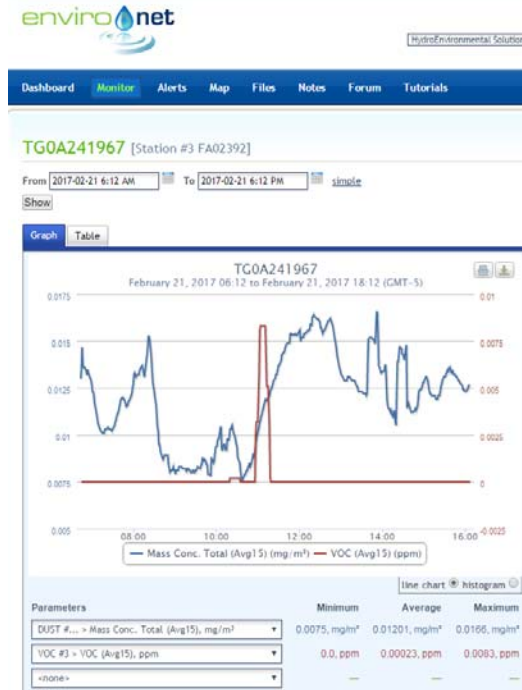 enviro net
HydroEnvironmental Solution
Dashboard Monitor Alerts Map Files Notes Forum Tutorials
TG0A241967 [Station #3 FA02392]
From 2017-02-21 6:12 AM To 2017-02-21 6:12 PM simple
Show
Graph Table
TG0A241967
February 21, 2017 06:12 to February 21, 2017 18:12 (GMT-5)
0.0175 0.01
0.015 0.0075
0.0125 0.005
0.01 0.0025
0.0075 0
0.005 -0.0025
08:00 10:00 12:00 14:00 16:00
Mass Conc. Total (Avg15) (mg/m³) VOC (Avg15) (ppm)
line chart histogram
Parameters Minimum Average Maximum
DUST #... > Mass Conc. Total (Avg15), mg/m³ 0.0075, mg/m³ 0.01201, mg/m³ 0.0166, mg/m³
VOC #3 > VOC (Avg15), ppm 0.0, ppm 0.00023, ppm 0.0083, ppm
<none> — — —